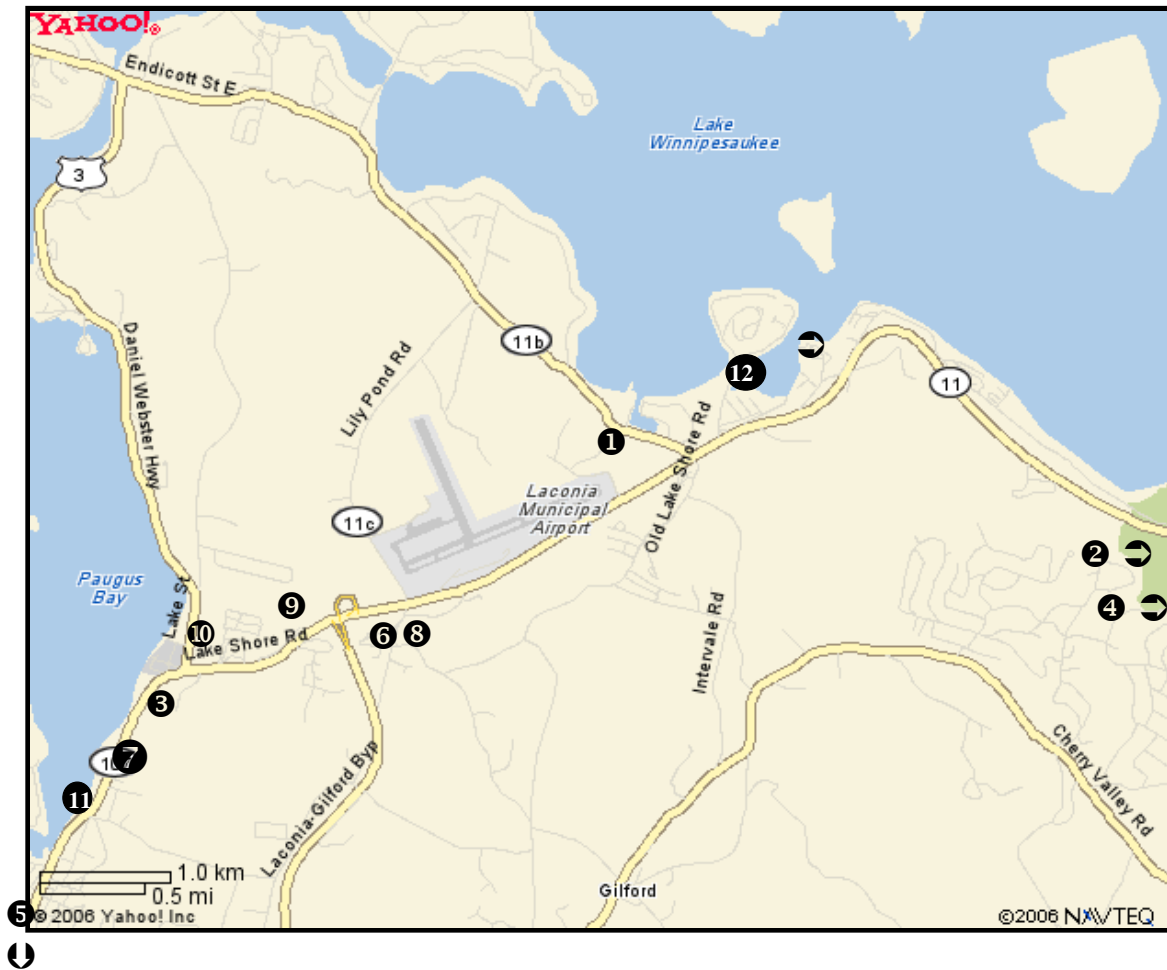 YAHOO!®
Endicott St E
Lake
Winnipesaukee
3
Daniel Webster Hwy
11b
Lily Pond Rd
12
11
1
Old Lake Shore Rd
Laconia
Municipal
Airport
11c
2
Paugus
Bay
Lake St
9
4
10
Lake Shore Rd
6
8
Intervale Rd
3
7
11
Laconia-Gilford Byp
Cherry Valley Rd
1.0 km
0.5 mi
Gilford
5
© 2006 Yahoo! Inc
©2006 NAVTEQ